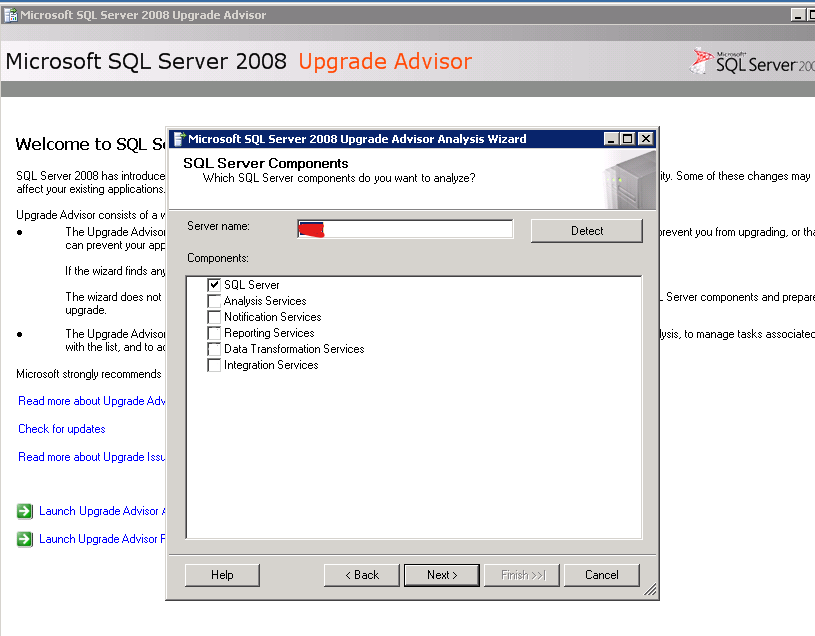 Microsoft SQL Server 2008 Upgrade Advisor
Microsoft SQL Server 2008 Upgrade Advisor
Microsoft
SQL Server 200
Welcome to SQL S
SQL Server 2008 has introduce
ity. Some of these changes may
affect your existing applications.
Upgrade Advisor consists of a w
● The Upgrade Advisor
prevent you from upgrading, or tha
can prevent your app
If the wizard finds any
The wizard does not
Server components and prepare
upgrade.
● The Upgrade Advisor
lysis, to manage tasks associated
with the list, and to ac
Microsoft strongly recommends
Read more about Upgrade Adv
Check for updates
Read more about Upgrade Issu
Launch Upgrade Advisor A
Launch Upgrade Advisor R
Microsoft SQL Server 2008 Upgrade Advisor Analysis Wizard
SQL Server Components
Which SQL Server components do you want to analyze?
Server name:
Detect
Components:
SQL Server
Analysis Services
Notification Services
Reporting Services
Data Transformation Services
Integration Services
Help
< Back
Next >
Finish >>|
Cancel